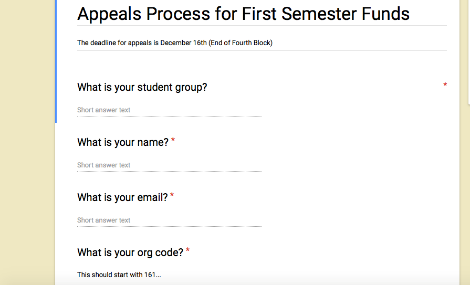 Appeals Process for First Semester Funds
The deadline for appeals is December 16th (End of Fourth Block)
What is your student group? *
Short answer text
What is your name? *
Short answer text
What is your email? *
Short answer text
What is your org code? *
This should start with 161...